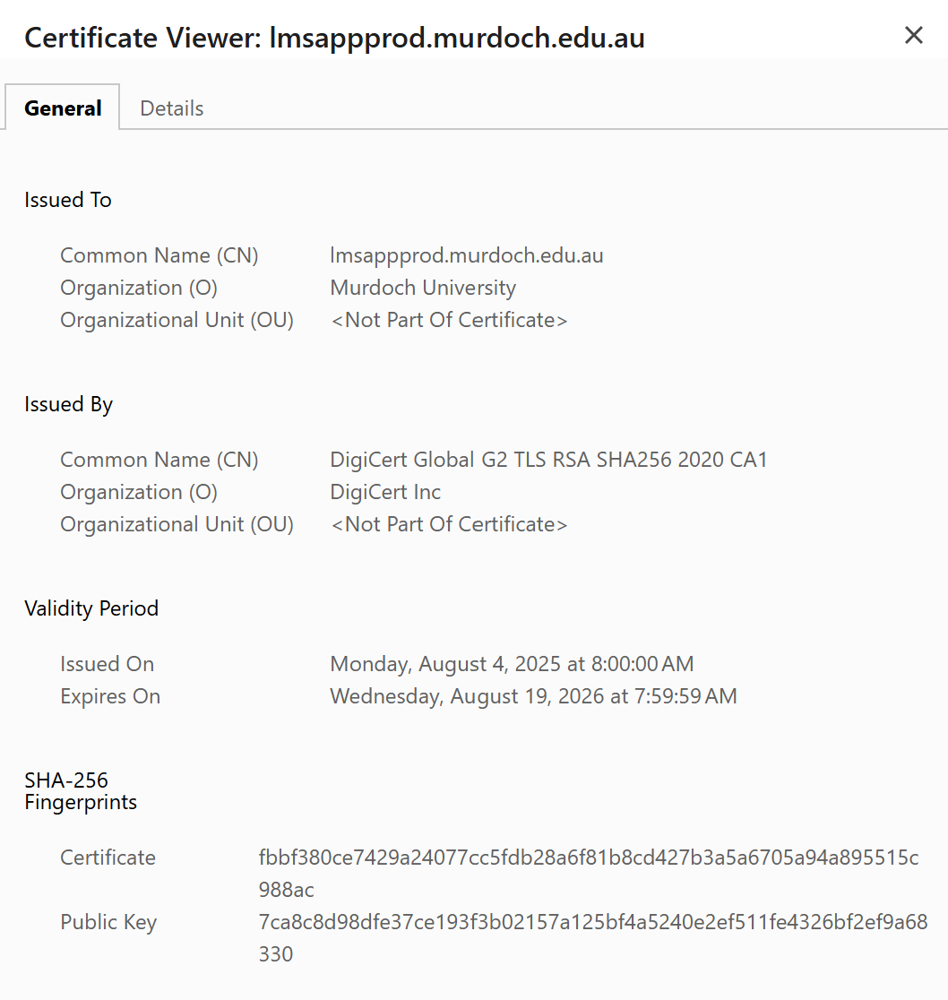 Certificate Viewer: lmsappprod.murdoch.edu.au
General
Details
Issued To
Common Name (CN) lmsappprod.murdoch.edu.au
Organization (O) Murdoch University
Organizational Unit (OU) <Not Part Of Certificate>
Issued By
Common Name (CN) DigiCert Global G2 TLS RSA SHA256 2020 CA1
Organization (O) DigiCert Inc
Organizational Unit (OU) <Not Part Of Certificate>
Validity Period
Issued On Monday, August 4, 2025 at 8:00:00 AM
Expires On Wednesday, August 19, 2026 at 7:59:59 AM
SHA-256
Fingerprints
Certificate fbbf380ce7429a24077cc5fdb28a6f81b8cd427b3a5a6705a94a895515c
988ac
Public Key 7ca8c8d98dfe37ce193f3b02157a125bf4a5240e2ef511fe4326bf2ef9a68
330